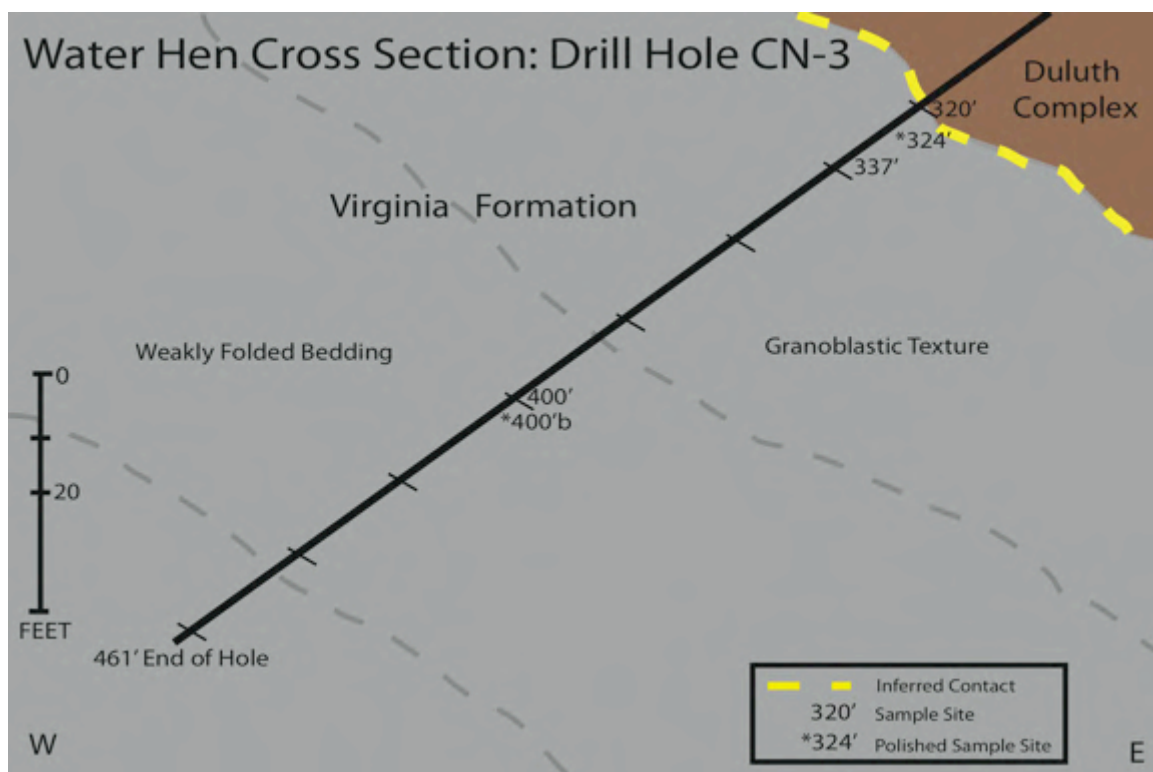 Water Hen Cross Section: Drill Hole CN-3
Duluth
Complex
320'
*324'
337'
Virginia Formation
Weakly Folded Bedding
Granoblastic Texture
0
400'
*400'b
20
FEET
461' End of Hole
Inferred Contact
320' Sample Site
*324' Polished Sample Site
W
E